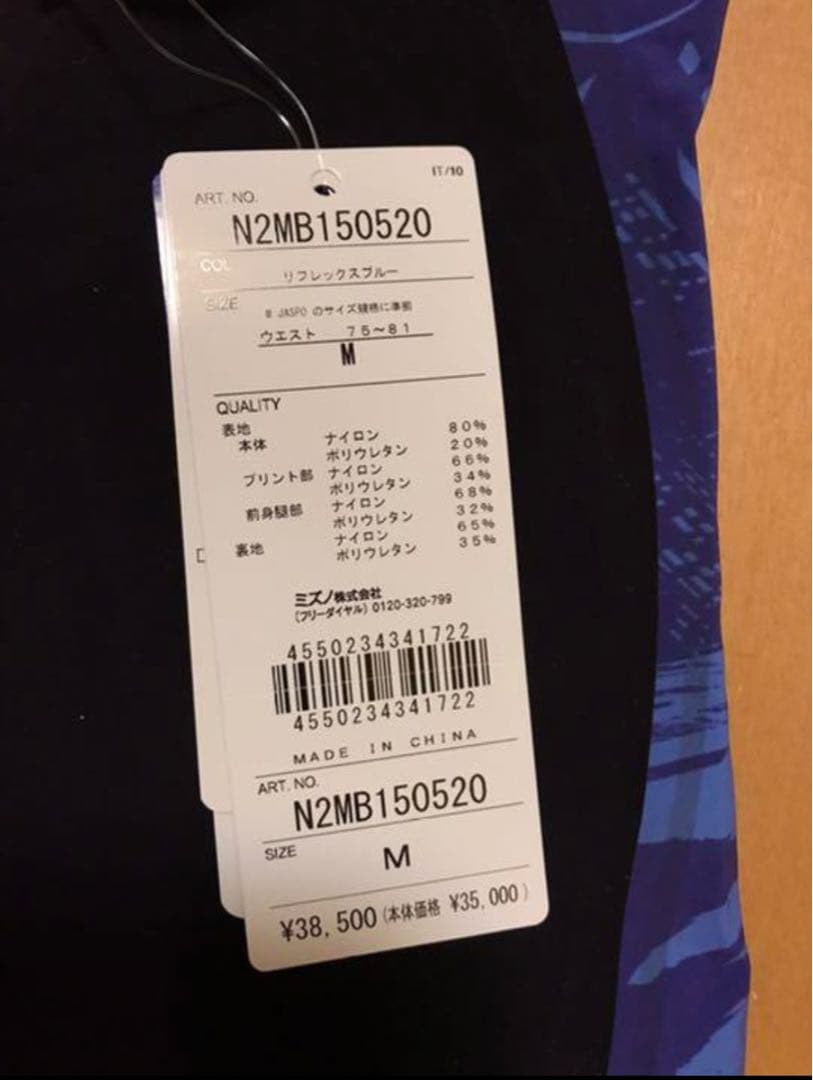 IT/10
ART. NO.
N2MB150520
COL
リフレックスブルー
SIZE
JASPO のサイズ規格に準拠
ウエスト 75〜81
M
QUALITY
表地
本体 ナイロン 80%
ポリウレタン 20%
プリント部 ナイロン 66%
ポリウレタン 34%
前身腿部 ナイロン 68%
ポリウレタン 32%
裏地 ナイロン 65%
ポリウレタン 35%
ミズノ株式会社
(フリーダイヤル) 0120-320-799
4550234341722
4550234341722
MADE IN CHINA
ART. NO.
N2MB150520
SIZE M
¥38,500 (本体価格 ¥35,000)